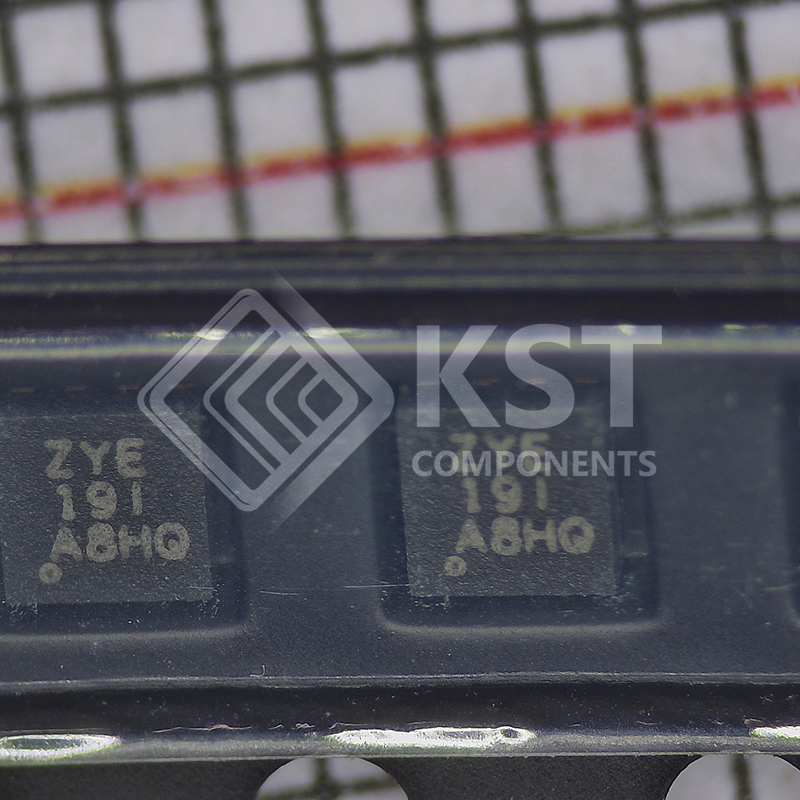 KST
COMPONENTS
ZYE
191
A8HQ
ZYE
191
A8HQ